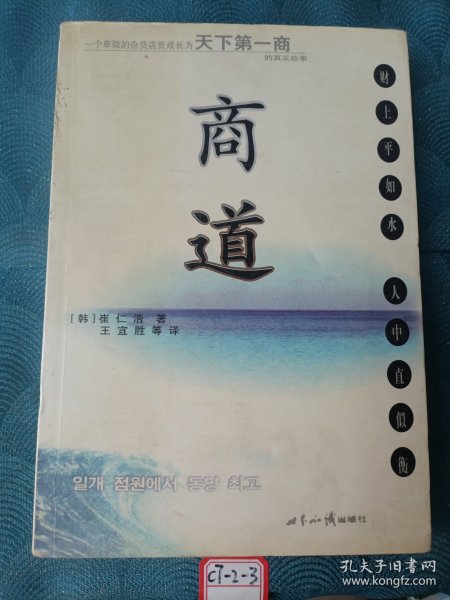 一个卑微的杂货店员成长为天下第一商
的真实故事
商道
财上平如水 人中直似衡
[韩]崔仁浩 著
王宜胜等译
일개 점원에서 동양 최고
世界知识出版社
CT-2-3
孔夫子旧书网
www.kongfz.com